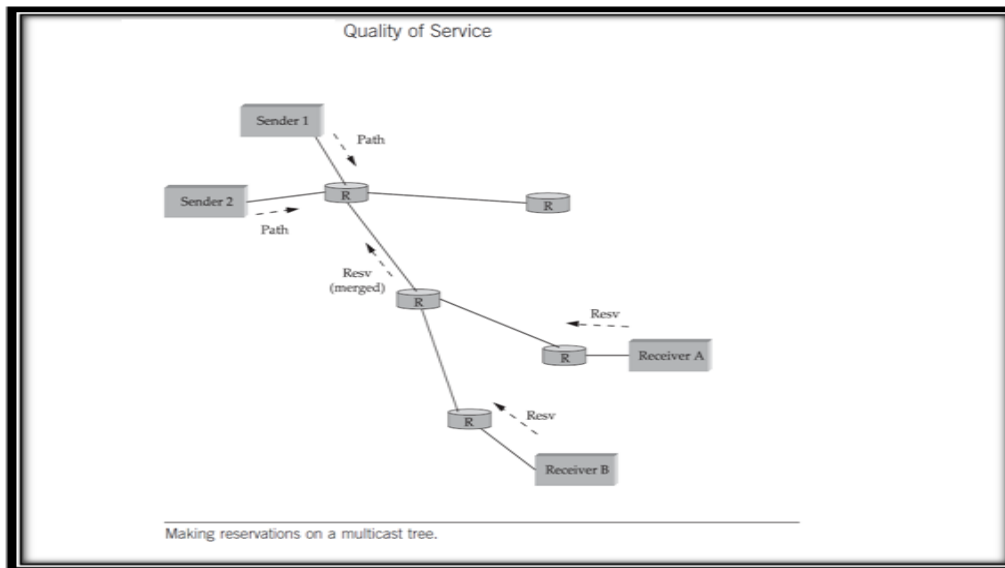 Quality of Service
Sender 1
Path
Sender 2
R
R
Path
Resv
(merged)
R
Resv
R
Receiver A
R
Resv
Receiver B
Making reservations on a multicast tree.